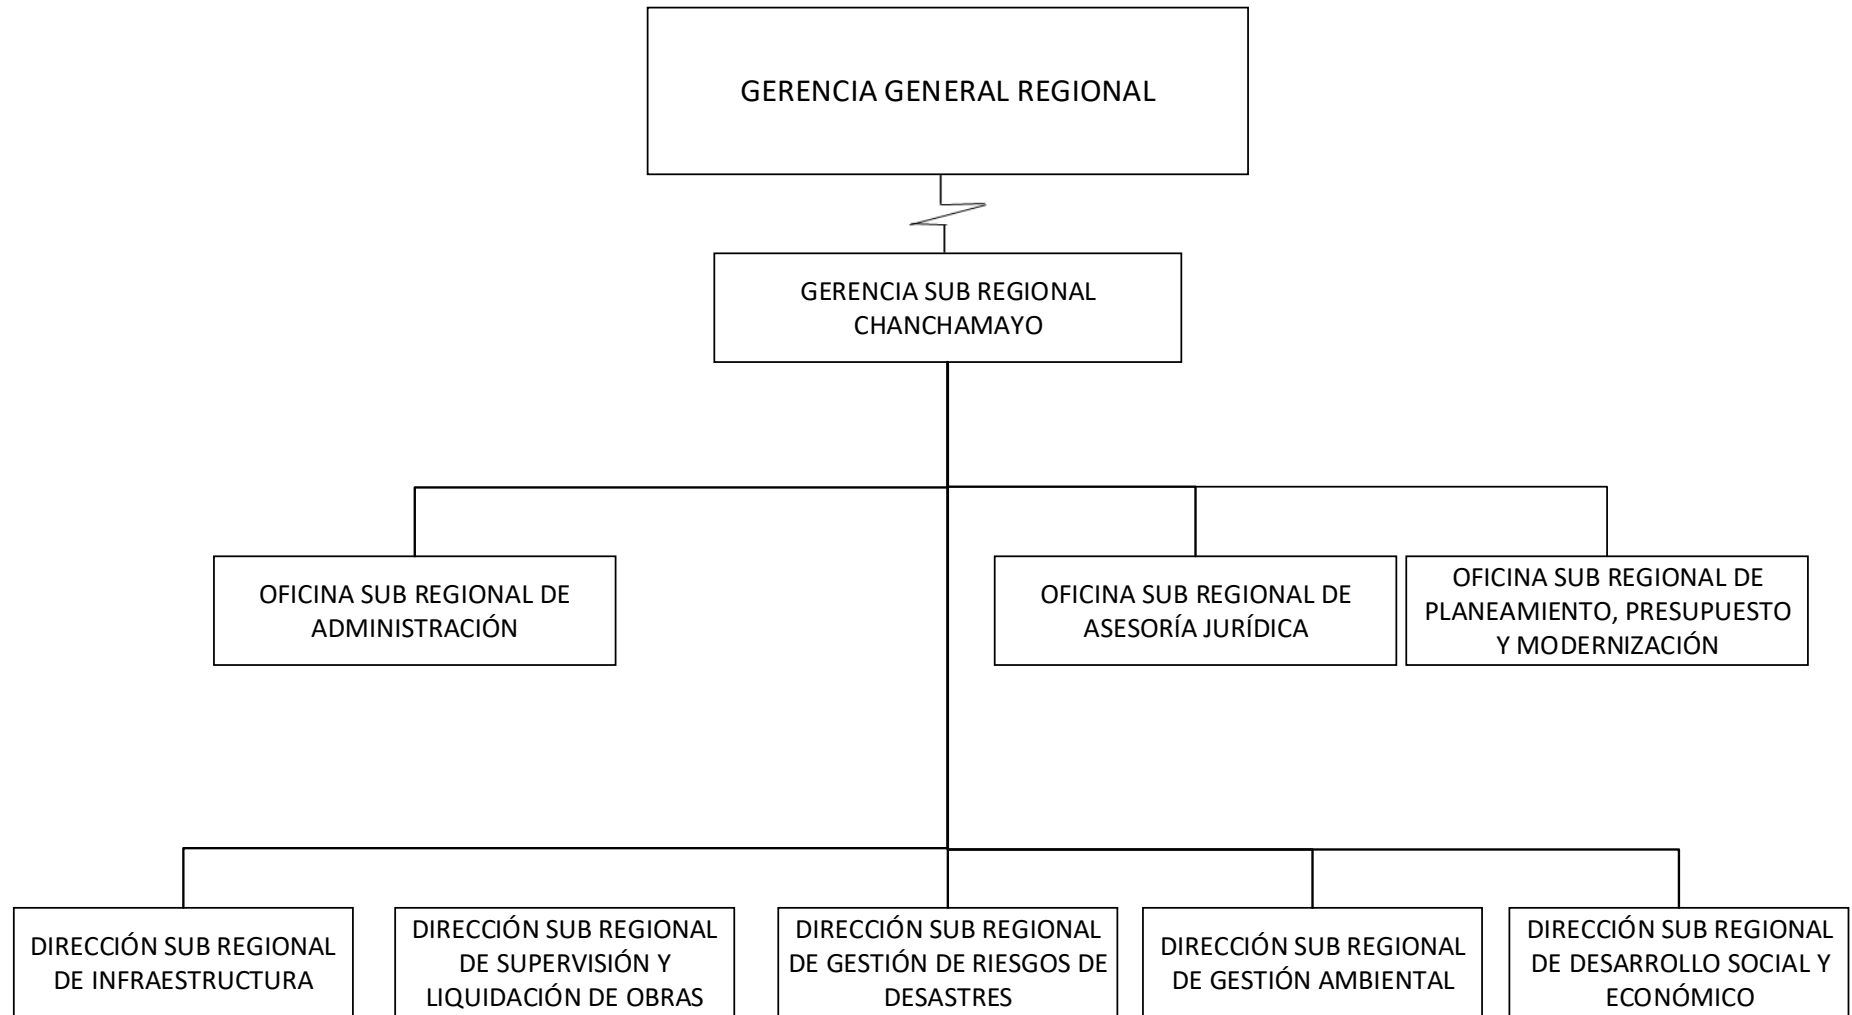 GERENCIA GENERAL REGIONAL
GERENCIA SUB REGIONAL
CHANCHAMAYO
OFICINA SUB REGIONAL DE
ADMINISTRACIÓN
OFICINA SUB REGIONAL DE
ASESORÍA JURÍDICA
OFICINA SUB REGIONAL DE
PLANEAMIENTO, PRESUPUESTO
Y MODERNIZACIÓN
DIRECCIÓN SUB REGIONAL
DE INFRAESTRUCTURA
DIRECCIÓN SUB REGIONAL
DE SUPERVISIÓN Y
LIQUIDACIÓN DE OBRAS
DIRECCIÓN SUB REGIONAL
DE GESTIÓN DE RIESGOS DE
DESASTRES
DIRECCIÓN SUB REGIONAL
DE GESTIÓN AMBIENTAL
DIRECCIÓN SUB REGIONAL
DE DESARROLLO SOCIAL Y
ECONÓMICO